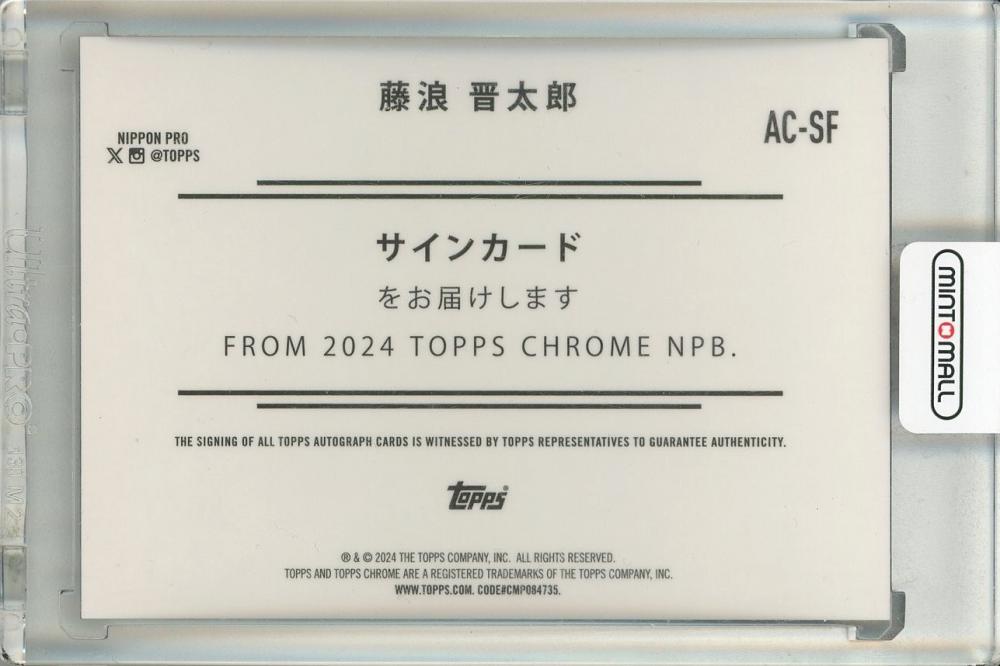 藤浪 晋太郎
NIPPON PRO
@TOPPS
AC-SF
サインカード
をお届けします
FROM 2024 TOPPS CHROME NPB.
THE SIGNING OF ALL TOPPS AUTOGRAPH CARDS IS WITNESSED BY TOPPS REPRESENTATIVES TO GUARANTEE AUTHENTICITY.
Topps®
® & © 2024 THE TOPPS COMPANY, INC. ALL RIGHTS RESERVED.
TOPPS AND TOPPS CHROME ARE A REGISTERED TRADEMARKS OF THE TOPPS COMPANY, INC.
WWW.TOPPS.COM. CODE#CMP084735.
MINTOMALL
Ultra PRO®